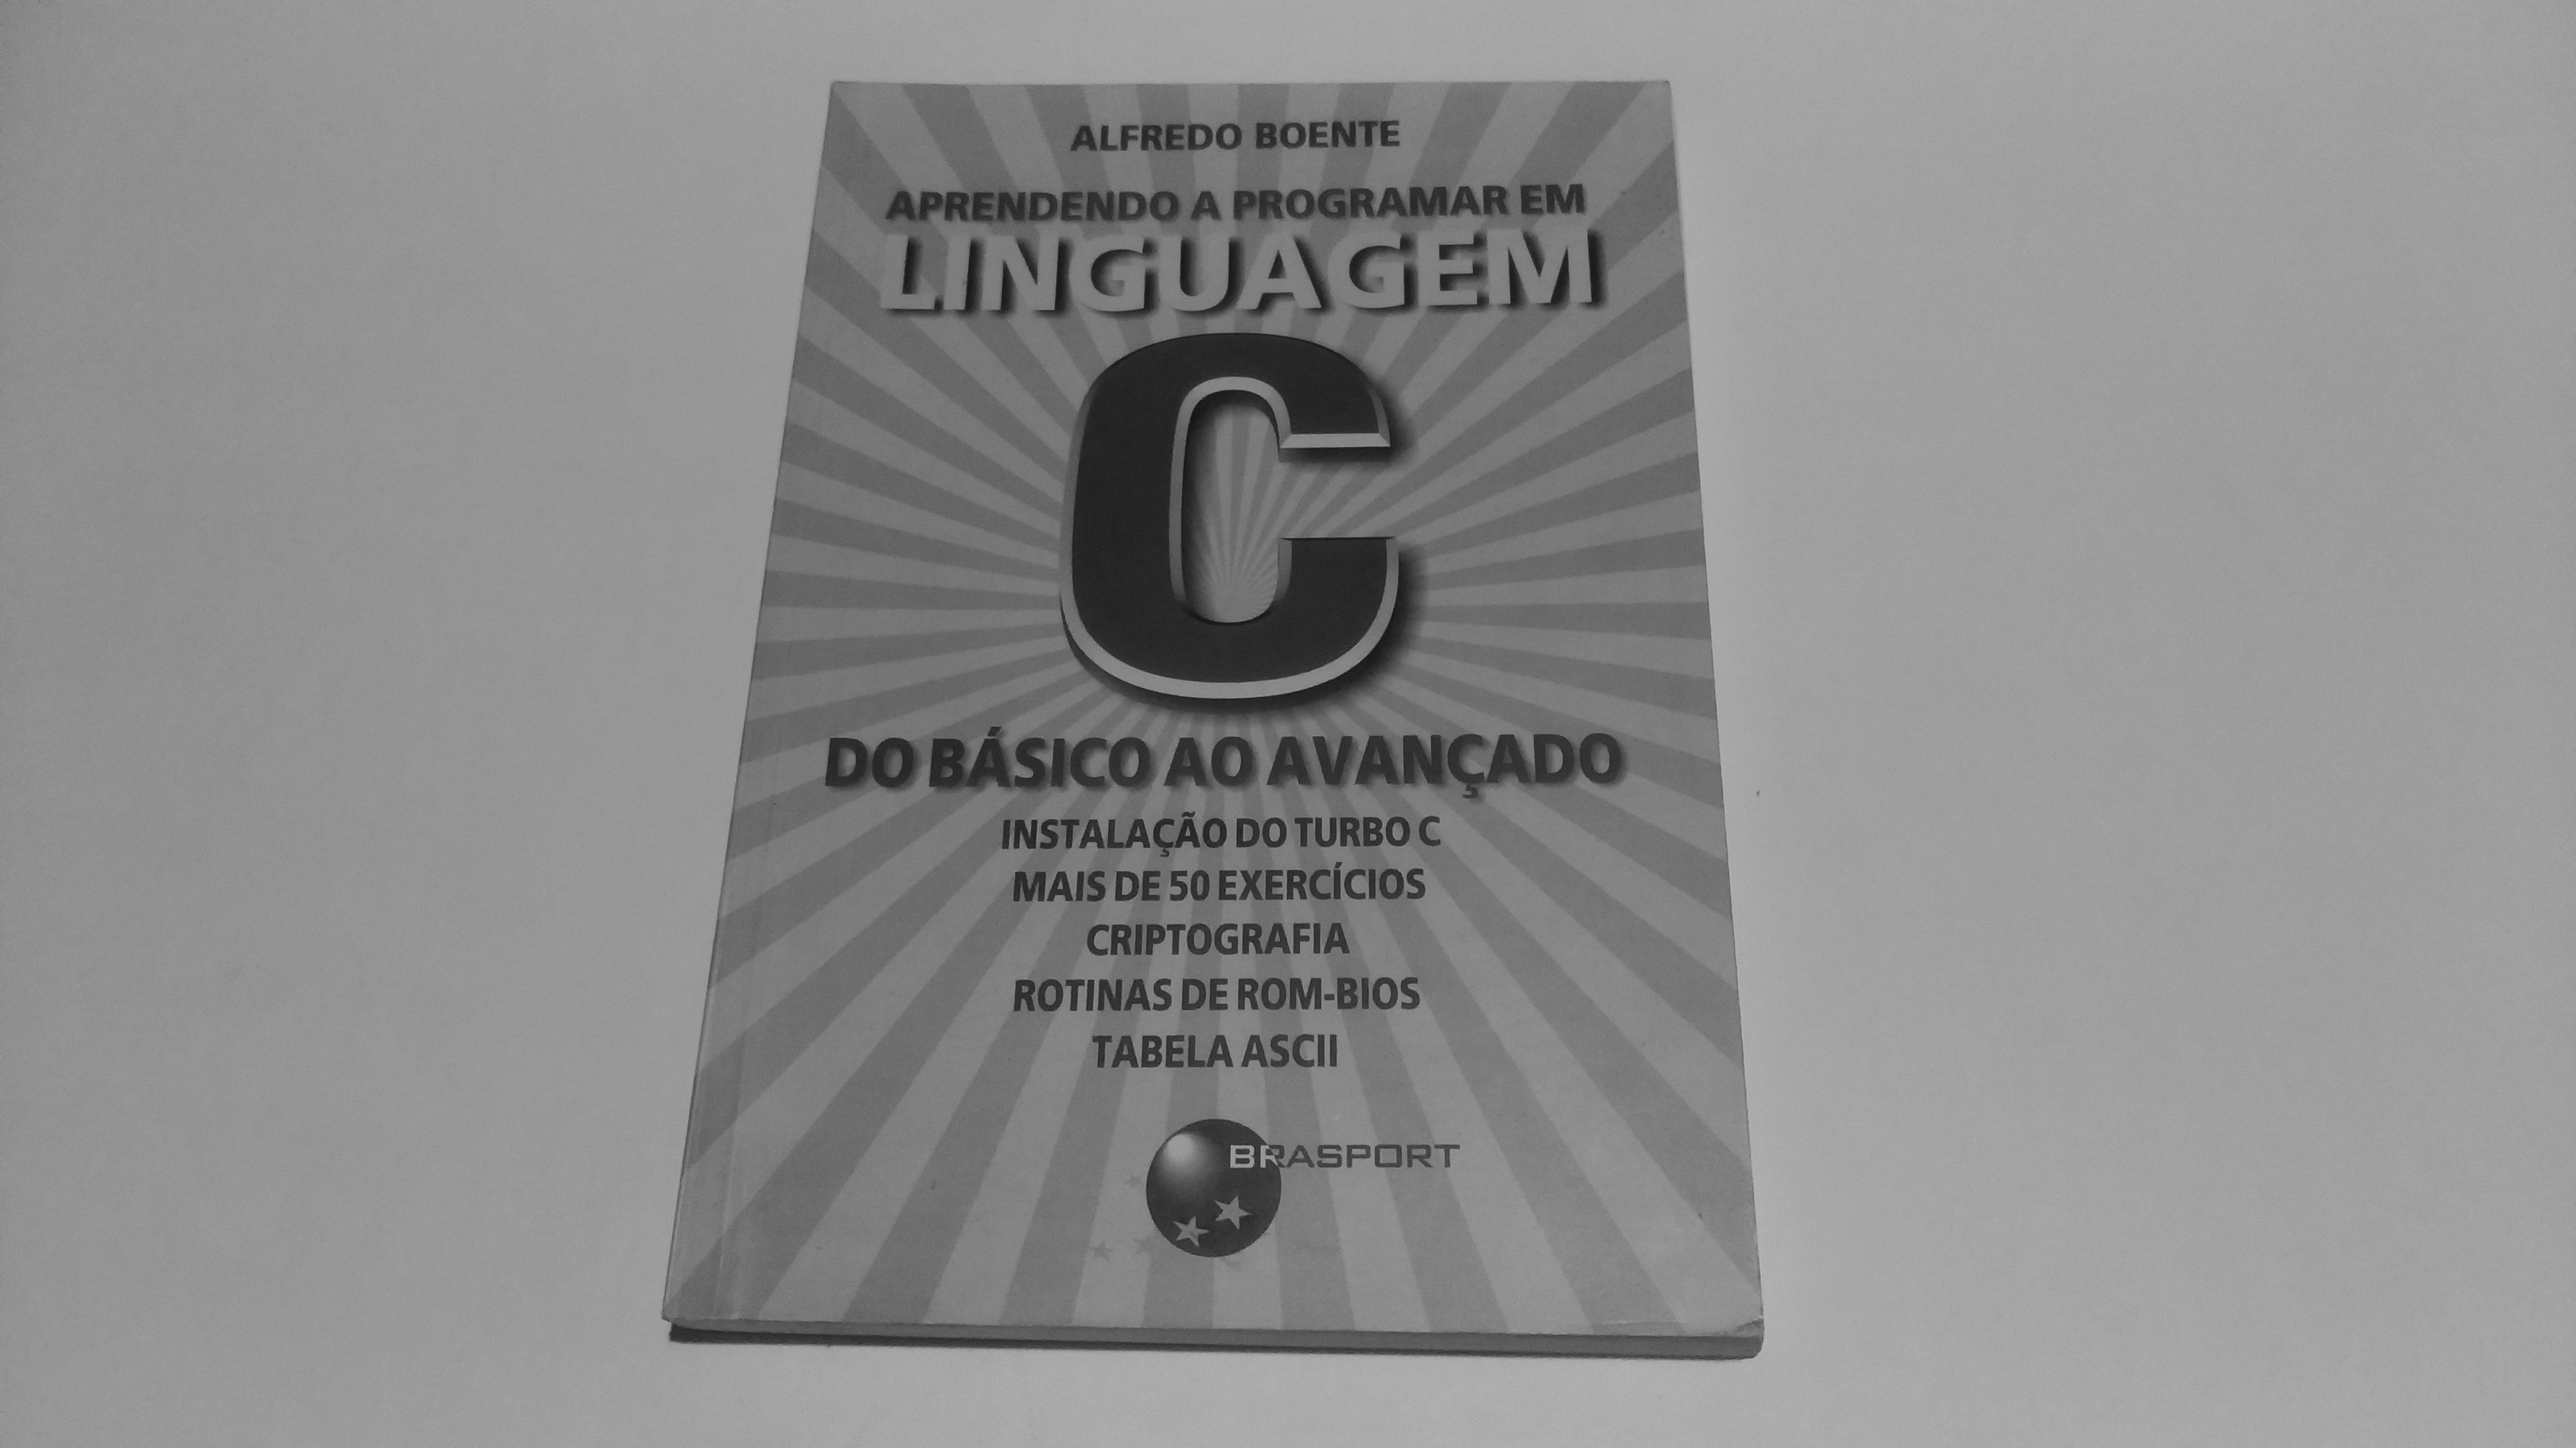 ALFREDO BOENTE
APRENDENDO A PROGRAMAR EM
LINGUAGEM
C
DO BÁSICO AO AVANÇADO
INSTALAÇÃO DO TURBO C
MAIS DE 50 EXERCÍCIOS
CRIPTOGRAFIA
ROTINAS DE ROM-BIOS
TABELA ASCII
BRASPORT